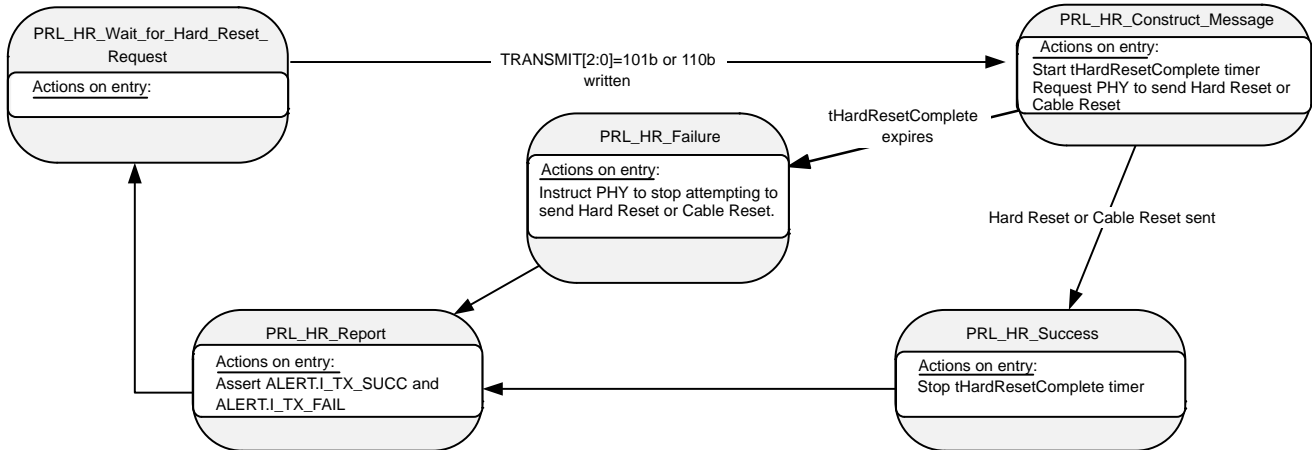 PRL_HR_Wait_for_Hard_Reset_
Request
Actions on entry:
TRANSMIT[2:0]=101b or 110b
written
PRL_HR_Construct_Message
Actions on entry:
Start tHardResetComplete timer
Request PHY to send Hard Reset or
Cable Reset
tHardResetComplete
expires
PRL_HR_Failure
Actions on entry:
Instruct PHY to stop attempting to
send Hard Reset or Cable Reset.
Hard Reset or Cable Reset sent
PRL_HR_Report
Actions on entry:
Assert ALERT.I_TX_SUCC and
ALERT.I_TX_FAIL
PRL_HR_Success
Actions on entry:
Stop tHardResetComplete timer